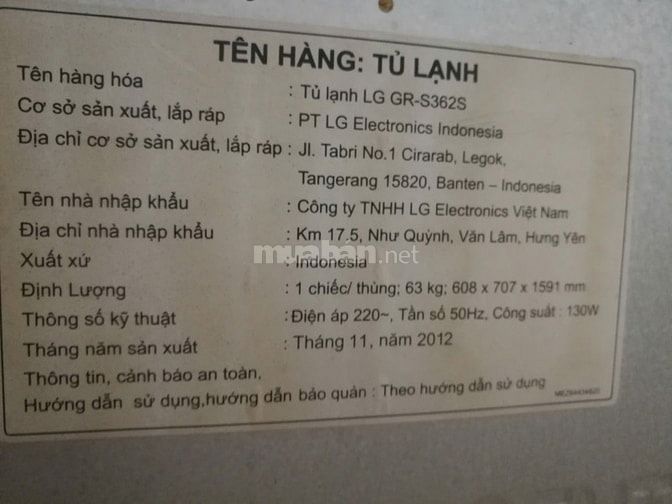 TÊN HÀNG: TỦ LẠNH
Tên hàng hóa : Tủ lạnh LG GR-S362S
Cơ sở sản xuất, lắp ráp : PT LG Electronics Indonesia
Địa chỉ cơ sở sản xuất, lắp ráp : Jl. Tabri No.1 Cirarab, Legok,
Tangerang 15820, Banten – Indonesia
Tên nhà nhập khẩu : Công ty TNHH LG Electronics Việt Nam
Địa chỉ nhà nhập khẩu : Km 17.5, Như Quỳnh, Văn Lâm, Hưng Yên
muaban.net
Xuất xứ : Indonesia
Định Lượng : 1 chiếc/ thùng; 63 kg; 608 x 707 x 1591 mm
Thông số kỹ thuật :Điện áp 220~, Tần số 50Hz, Công suất : 130W
Tháng năm sản xuất : Tháng 11, năm 2012
Thông tin, cảnh báo an toàn,
Hướng dẫn sử dụng,hướng dẫn bảo quản : Theo hướng dẫn sử dụng